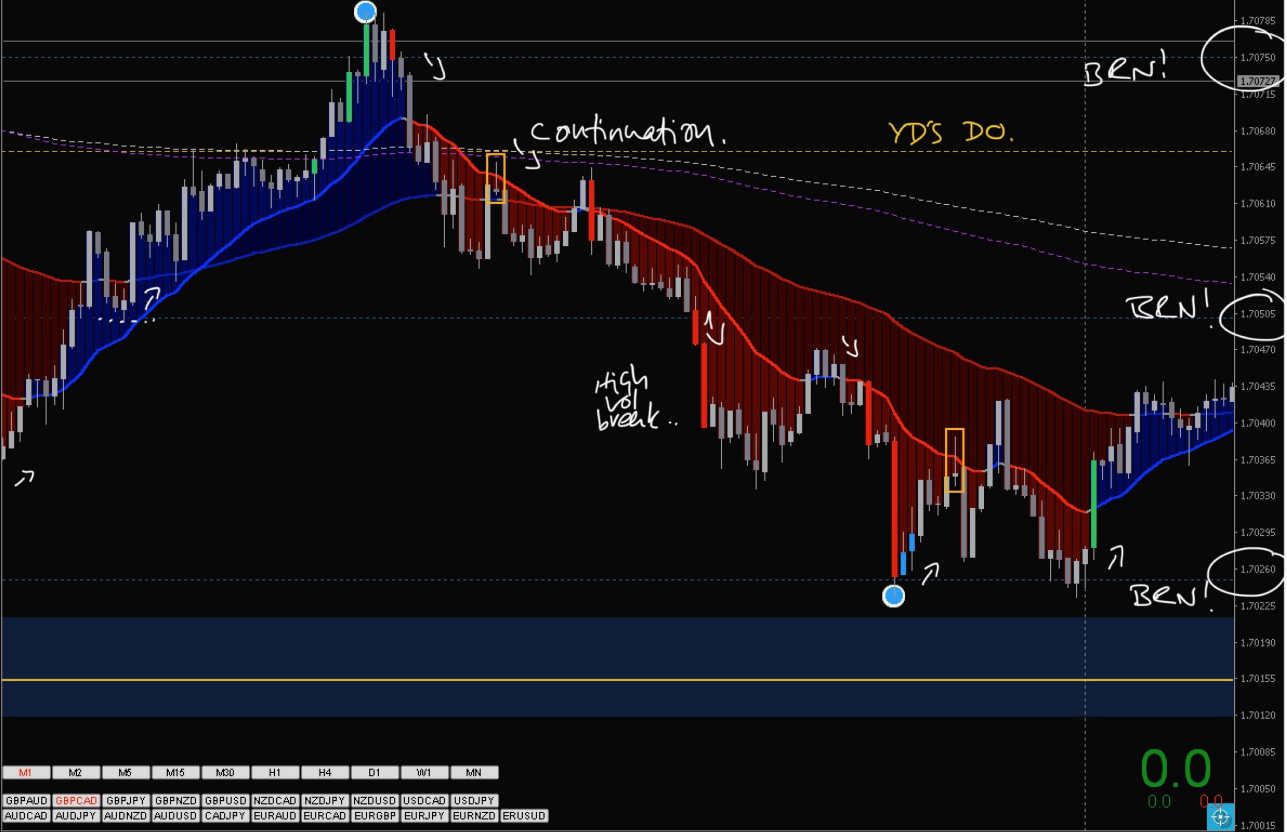 1.70785
BRN!
1.70750
1.70727
1.70715
Continuation.
YD'S DO.
1.70680
1.70645
1.70610
1.70575
1.70540
BRN!
1.70505
1.70470
High
vol
break..
1.70435
1.70400
1.70365
1.70330
1.70295
1.70260
BRN!
1.70225
1.70190
1.70155
1.70120
1.70085
1.70050
1.70015
0.0
0.0 0.0
M1 M2 M5 M15 M30 H1 H4 D1 W1 MN
GBPAUD GBPCAD GBPJPY GBPNZD GBPUSD NZDCAD NZDJPY NZDUSD USDCAD USDJPY
AUDCAD AUDJPY AUDNZD AUDUSD CADJPY EURAUD EURCAD EURGBP EURJPY EURNZD ERUSUD